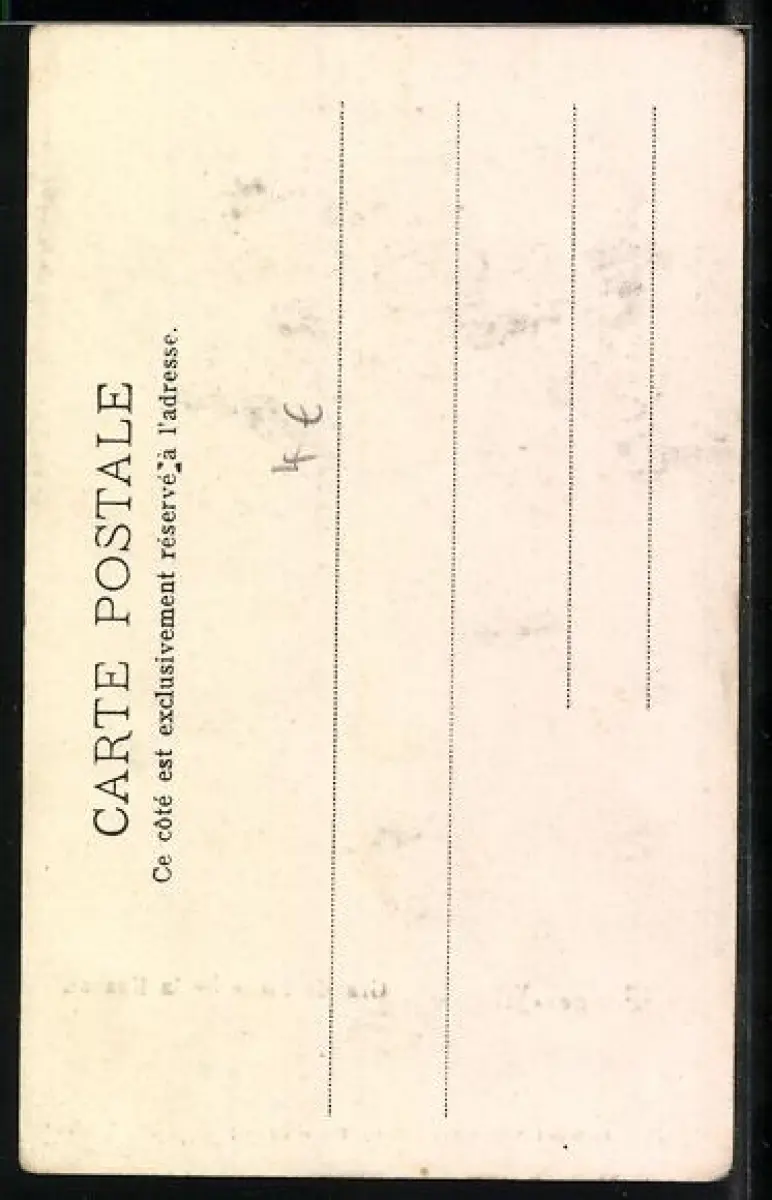 CARTE POSTALE
Ce côté est exclusivement réservé à l'adresse.
4 €